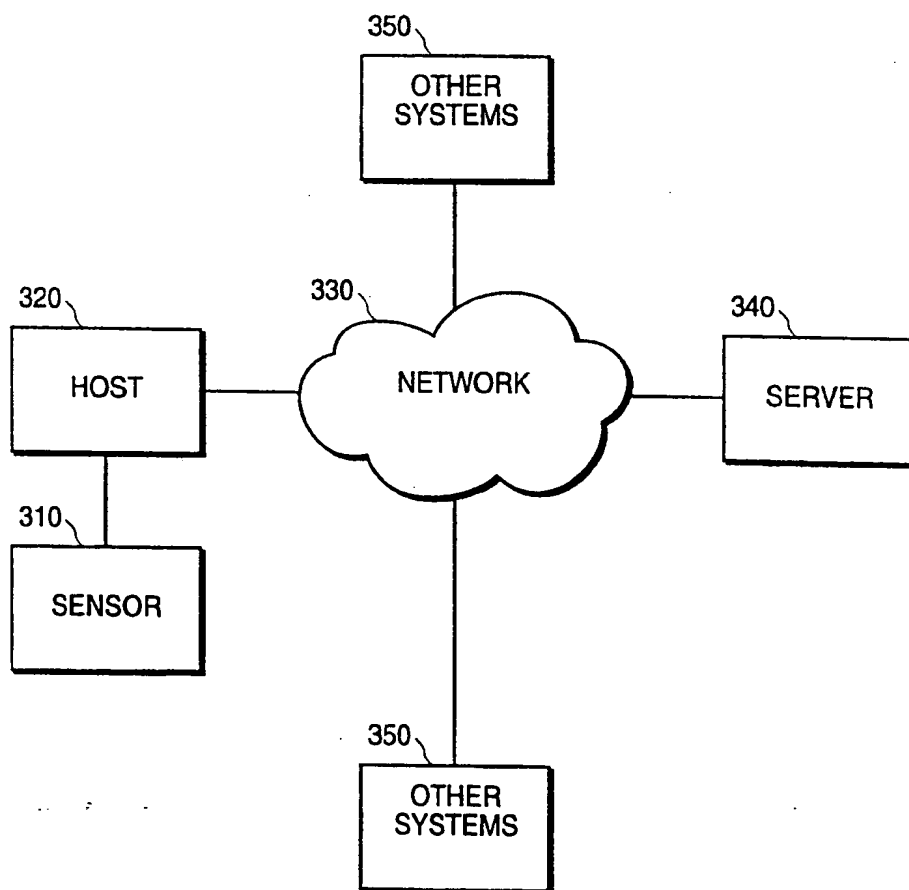 350
OTHER
SYSTEMS
330
320
340
HOST
NETWORK
SERVER
310
SENSOR
350
OTHER
SYSTEMS